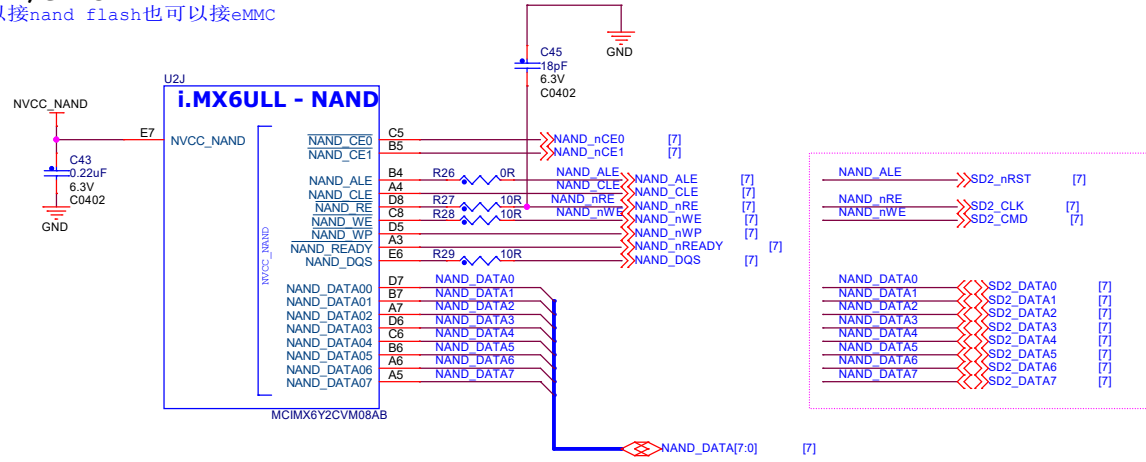 以接nand flash也可以接eMMC
GND
C45
18pF
6.3V
C0402
U2J
i.MX6ULL - NAND
NVCC_NAND
E7
NVCC_NAND
C43
0.22uF
6.3V
C0402
GND
NVCC_NAND
NAND_CE0 C5 NAND_nCE0 [7]
NAND_CE1 B5 NAND_nCE1 [7]
NAND_ALE B4 R26 0R NAND_ALE NAND_ALE [7]
NAND_CLE A4 NAND_CLE NAND_CLE [7]
NAND_RE D8 R27 10R NAND_nRE NAND_nRE [7]
NAND_WE C8 R28 10R NAND_nWE NAND_nWE [7]
NAND_WP D5 NAND_nWP [7]
NAND_READY A3 NAND_nREADY [7]
NAND_DQS E6 R29 10R NAND_DQS [7]
NAND_DATA00 D7 NAND_DATA0
NAND_DATA01 B7 NAND_DATA1
NAND_DATA02 A7 NAND_DATA2
NAND_DATA03 D6 NAND_DATA3
NAND_DATA04 C6 NAND_DATA4
NAND_DATA05 B6 NAND_DATA5
NAND_DATA06 A6 NAND_DATA6
NAND_DATA07 A5 NAND_DATA7
MCIMX6Y2CVM08AB
NAND_DATA[7:0] [7]
NAND_ALE SD2_nRST [7]
NAND_nRE SD2_CLK [7]
NAND_nWE SD2_CMD [7]
NAND_DATA0 SD2_DATA0 [7]
NAND_DATA1 SD2_DATA1 [7]
NAND_DATA2 SD2_DATA2 [7]
NAND_DATA3 SD2_DATA3 [7]
NAND_DATA4 SD2_DATA4 [7]
NAND_DATA5 SD2_DATA5 [7]
NAND_DATA6 SD2_DATA6 [7]
NAND_DATA7 SD2_DATA7 [7]